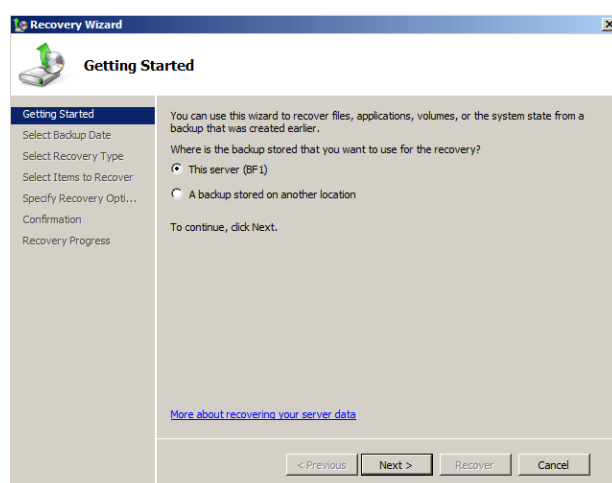 Recovery Wizard
Getting Started
Getting Started
Select Backup Date
Select Recovery Type
Select Items to Recover
Specify Recovery Opti...
Confirmation
Recovery Progress
You can use this wizard to recover files, applications, volumes, or the system state from a
backup that was created earlier.
Where is the backup stored that you want to use for the recovery?
This server (BF1)
A backup stored on another location
To continue, click Next.
More about recovering your server data
< Previous
Next >
Recover
Cancel